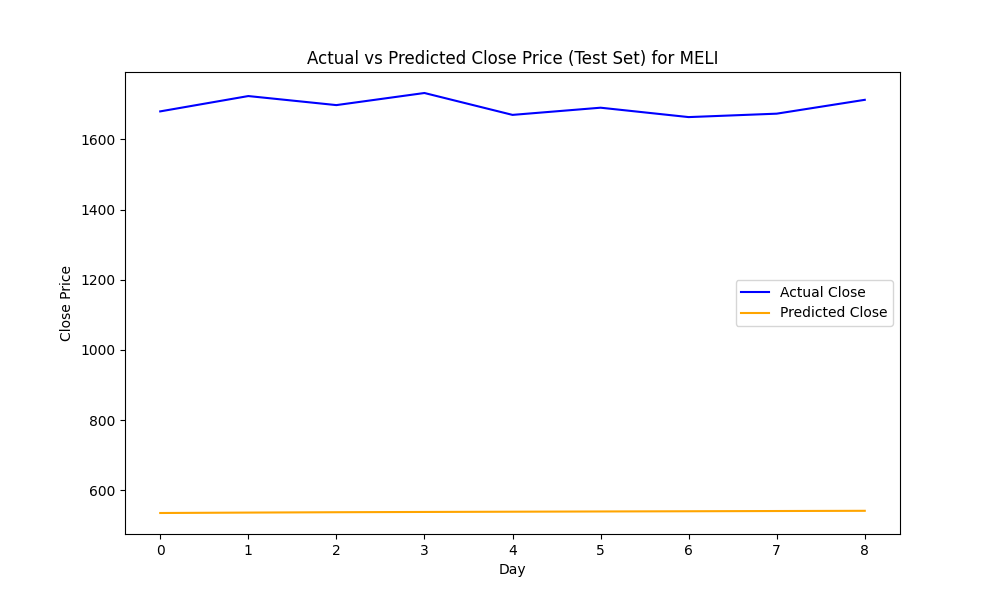 Actual vs Predicted Close Price (Test Set) for MELI
1600
1400
1200
1000
800
600
Close Price
Actual Close
Predicted Close
0 1 2 3 4 5 6 7 8
Day